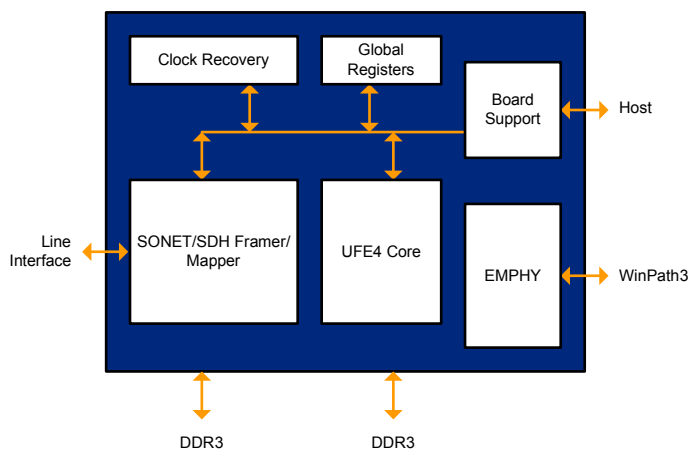 Clock Recovery
Global
Registers
Board
Support
Host
Line
Interface
SONET/SDH Framer/
Mapper
UFE4 Core
EMPHY
WinPath3
DDR3
DDR3